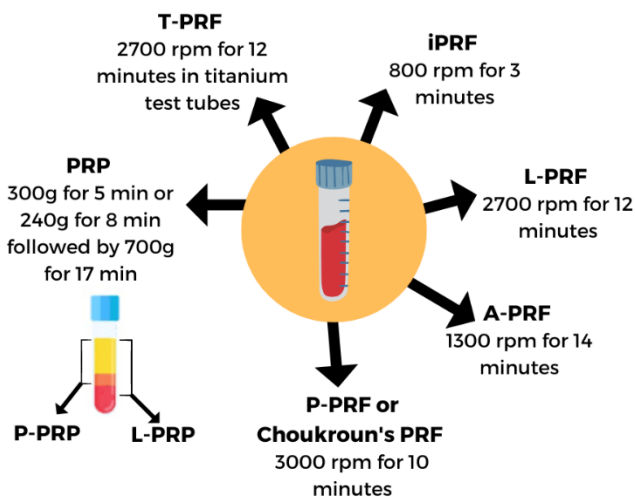 T-PRF
2700 rpm for 12
minutes in titanium
test tubes
iPRF
800 rpm for 3
minutes
PRP
300g for 5 min or
240g for 8 min
followed by 700g
for 17 min
L-PRF
2700 rpm for 12
minutes
A-PRF
1300 rpm for 14
minutes
P-PRP
L-PRP
P-PRF or
Choukroun's PRF
3000 rpm for 10
minutes